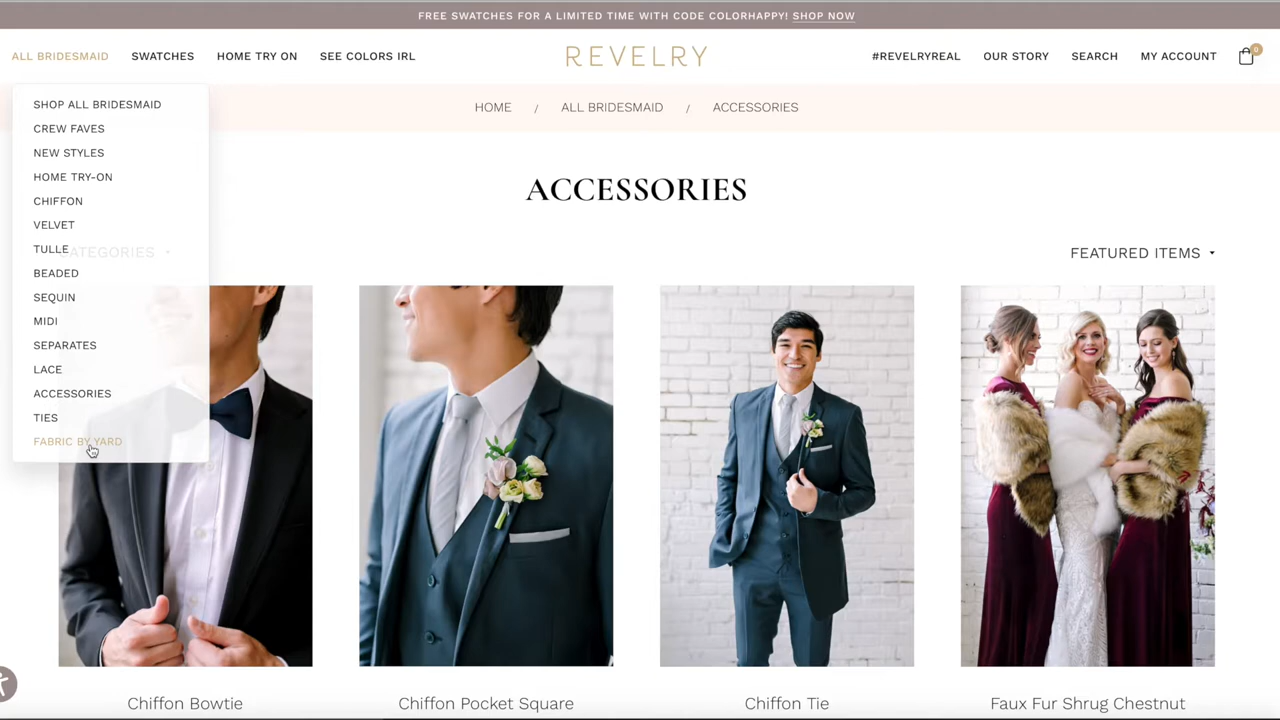 FREE SWATCHES FOR A LIMITED TIME WITH CODE COLORHAPPY! SHOP NOW
ALL BRIDESMAID SWATCHES HOME TRY ON SEE COLORS IRL REVELRY #REVELRYREAL OUR STORY SEARCH MY ACCOUNT 0
SHOP ALL BRIDESMAID
CREW FAVES
NEW STYLES
HOME TRY-ON
CHIFFON
VELVET
TULLE
BEADED
SEQUIN
MIDI
SEPARATES
LACE
ACCESSORIES
TIES
FABRIC BY YARD
HOME / ALL BRIDESMAID / ACCESSORIES
ACCESSORIES
CATEGORIES
FEATURED ITEMS
Chiffon Bowtie
Chiffon Pocket Square
Chiffon Tie
Faux Fur Shrug Chestnut